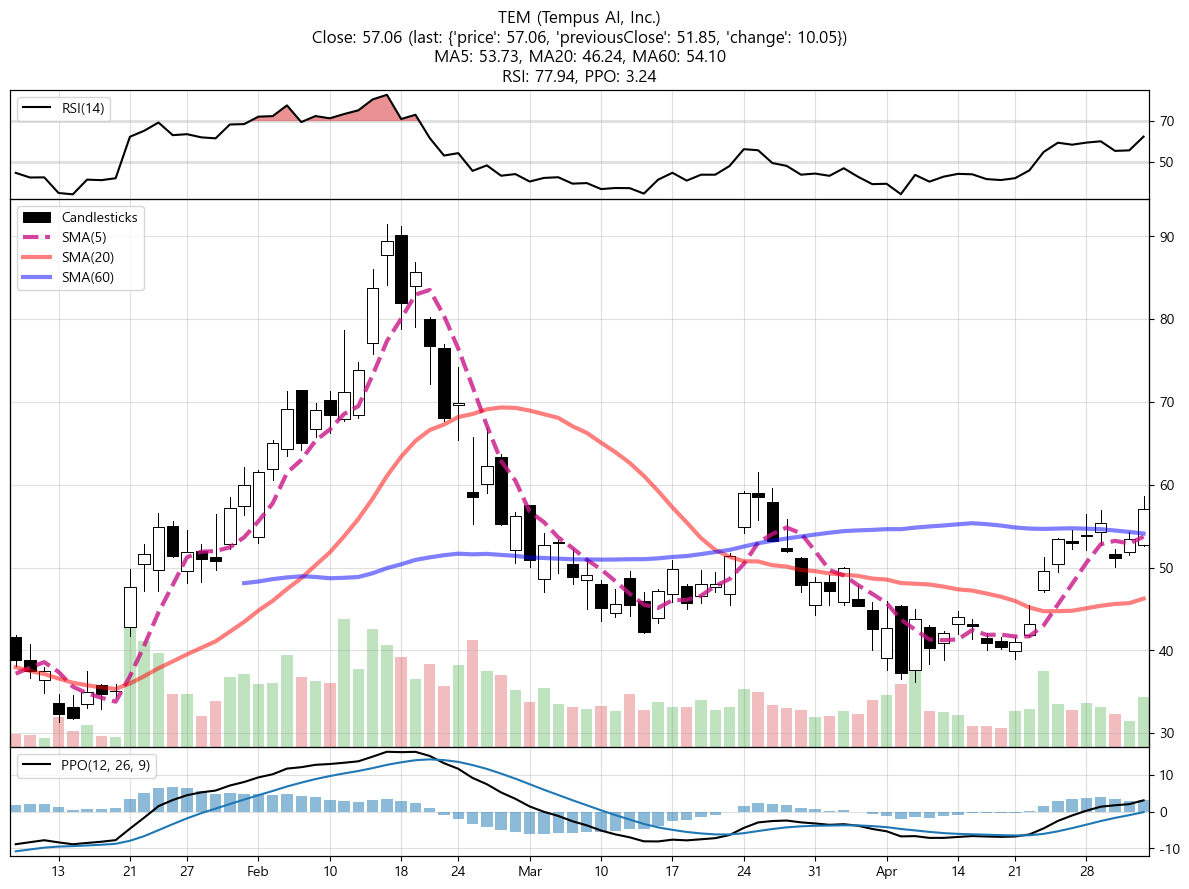 TEM (Tempus AI, Inc.)
Close: 57.06 (last: {'price': 57.06, 'previousClose': 51.85, 'change': 10.05})
MA5: 53.73, MA20: 46.24, MA60: 54.10
RSI: 77.94, PPO: 3.24
RSI(14)
70
50
Candlesticks
SMA(5)
SMA(20)
SMA(60)
90
80
70
60
50
40
30
PPO(12, 26, 9)
10
0
-10
13 21 27 Feb 10 18 24 Mar 10 17 24 31 Apr 14 21 28